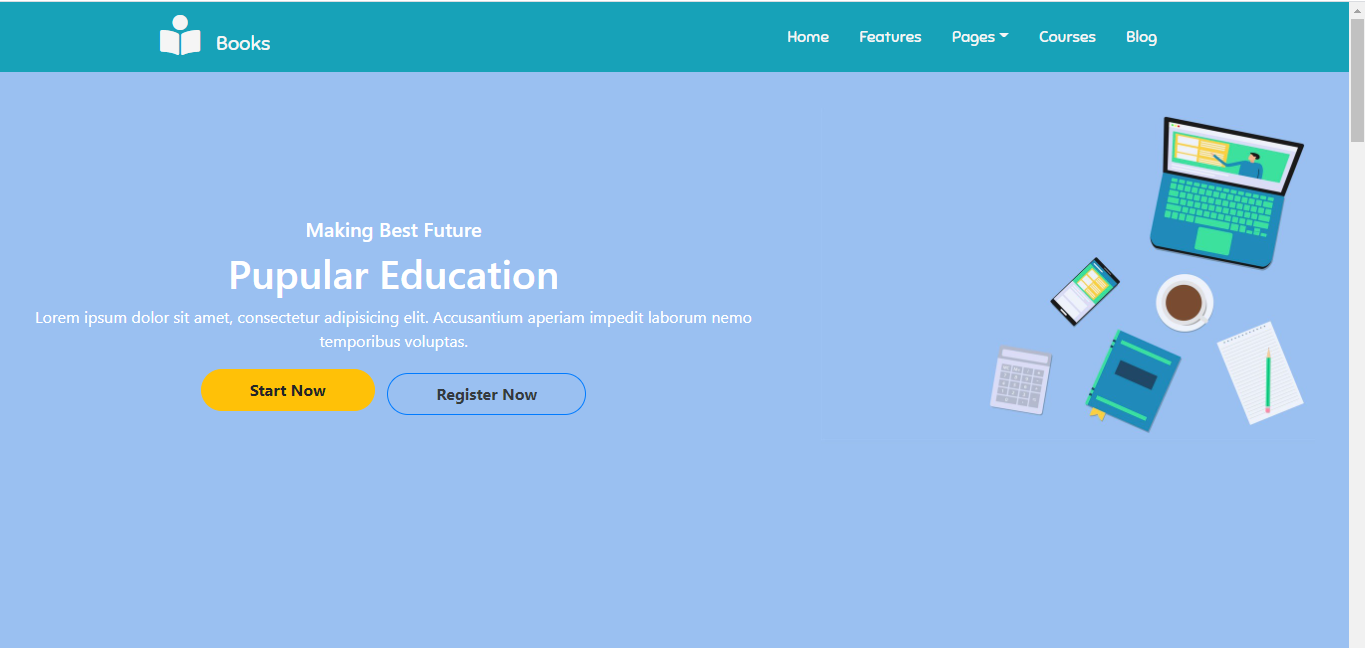 Books
Home Features Pages Courses Blog
Making Best Future
Pupular Education
Lorem ipsum dolor sit amet, consectetur adipisicing elit. Accusantium aperiam impedit laborum nemo
temporibus voluptas.
Start Now Register Now